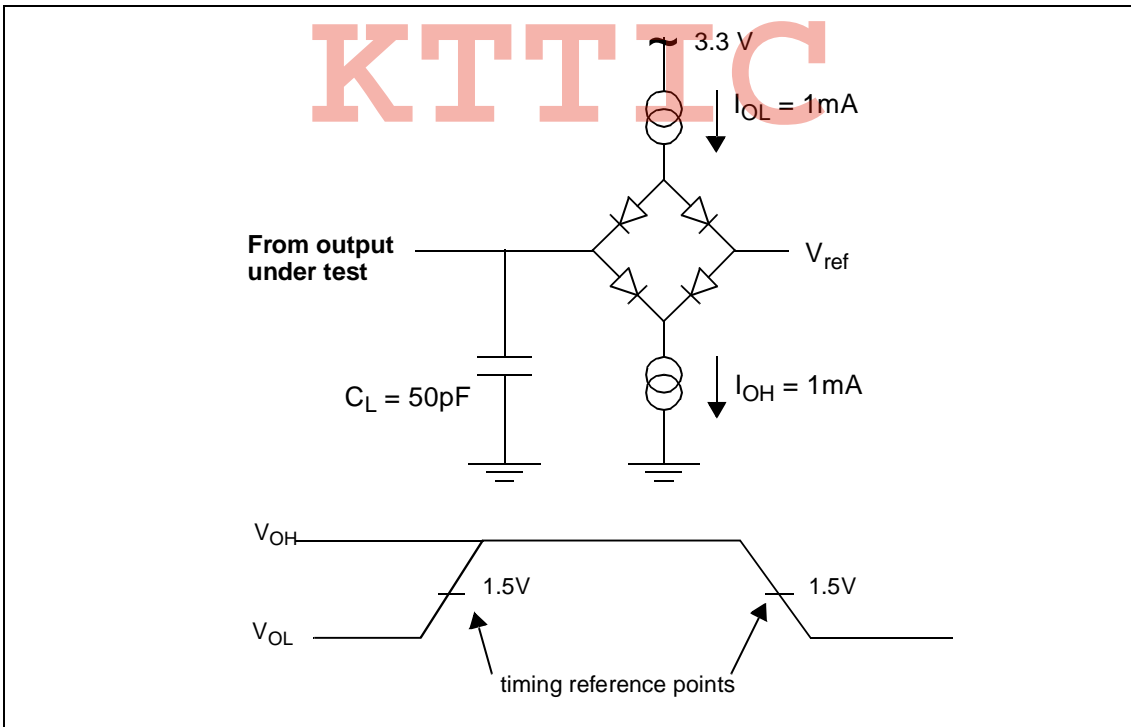 KTTIC
3.3 V
I_OL = 1mA
From output
under test
V_ref
C_L = 50pF
I_OH = 1mA
V_OH
1.5V
1.5V
V_OL
timing reference points